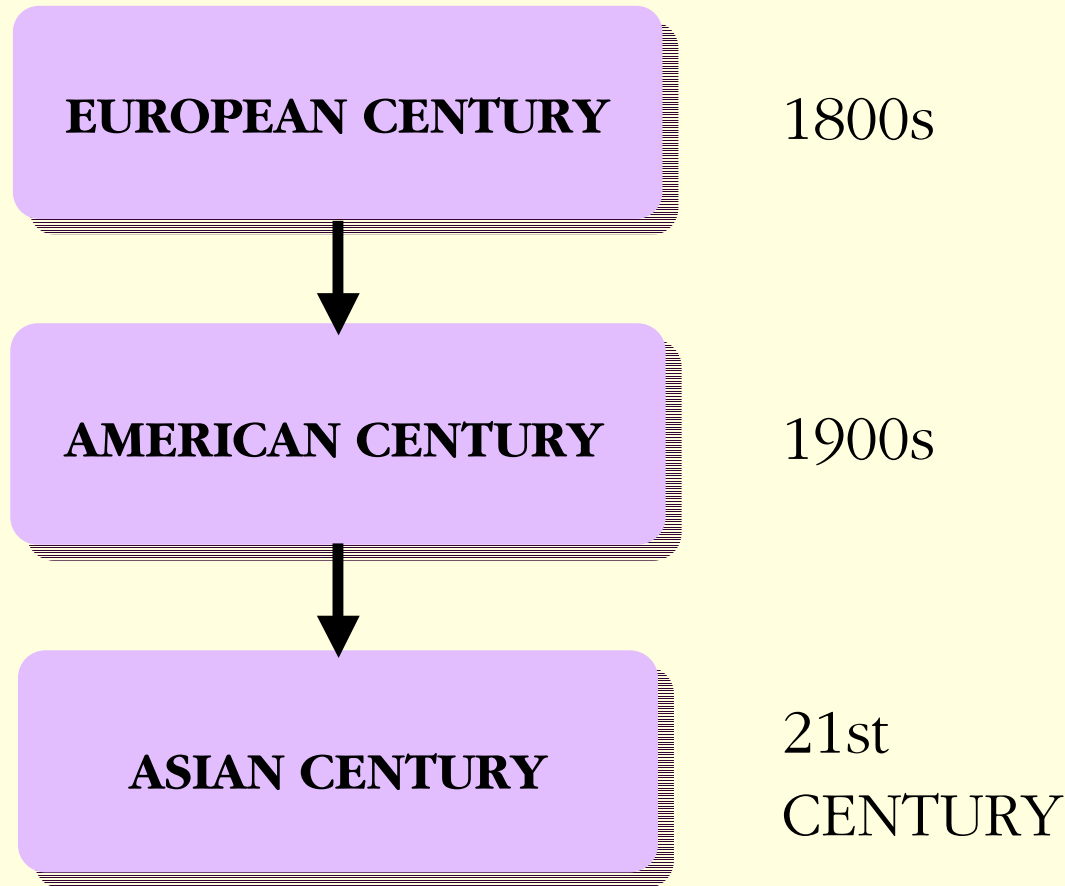 EUROPEAN CENTURY
1800s
AMERICAN CENTURY
1900s
ASIAN CENTURY
21st
CENTURY